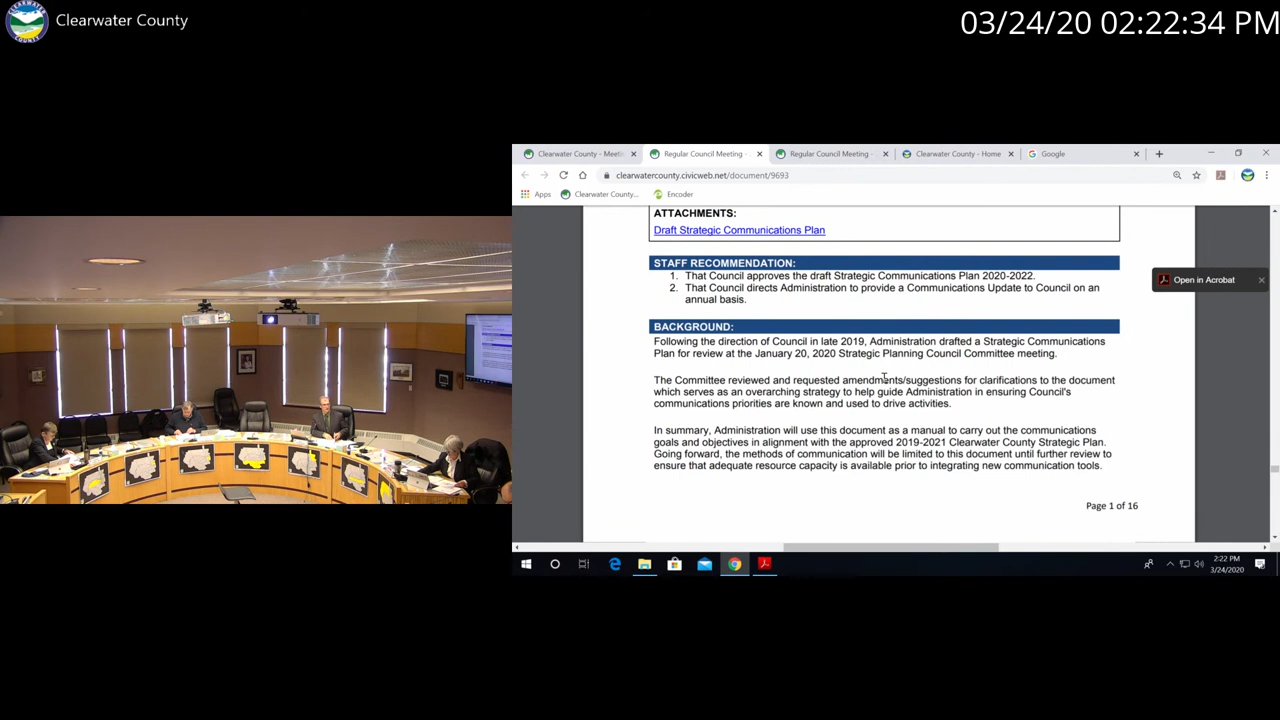 Clearwater County
03/24/20 02:22:34 PM
Clearwater County - Meeti
Regular Council Meeting -
Regular Council Meeting -
Clearwater County - Home
Google
clearwatercounty.civicweb.net/document/9693
Apps
Clearwater County...
Encoder
ATTACHMENTS:
Draft Strategic Communications Plan
STAFF RECOMMENDATION:
1. That Council approves the draft Strategic Communications Plan 2020-2022.
2. That Council directs Administration to provide a Communications Update to Council on an
annual basis.
Open in Acrobat
BACKGROUND:
Following the direction of Council in late 2019, Administration drafted a Strategic Communications
Plan for review at the January 20, 2020 Strategic Planning Council Committee meeting.
The Committee reviewed and requested amendments/suggestions for clarifications to the document
which serves as an overarching strategy to help guide Administration in ensuring Council's
communications priorities are known and used to drive activities.
In summary, Administration will use this document as a manual to carry out the communications
goals and objectives in alignment with the approved 2019-2021 Clearwater County Strategic Plan.
Going forward, the methods of communication will be limited to this document until further review to
ensure that adequate resource capacity is available prior to integrating new communication tools.
Page 1 of 16
2:22 PM
3/24/2020